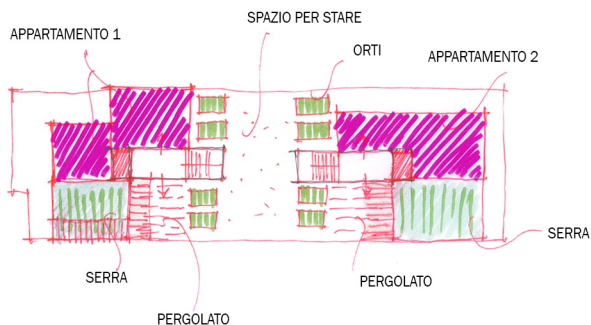 SPAZIO PER STARE
APPARTAMENTO 1
ORTI
APPARTAMENTO 2
SERRA
SERRA
PERGOLATO
PERGOLATO